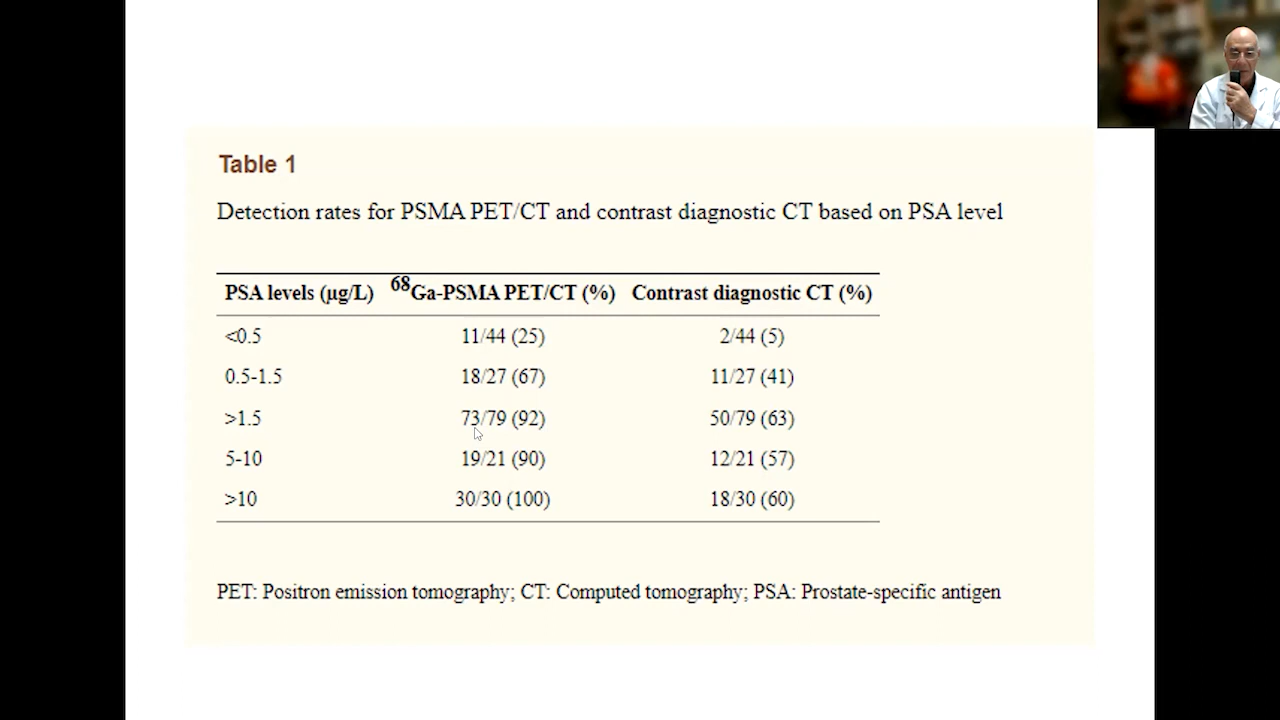 Table 1
Detection rates for PSMA PET/CT and contrast diagnostic CT based on PSA level
PSA levels (µg/L) 68Ga-PSMA PET/CT (%) Contrast diagnostic CT (%)
<0.5 11/44 (25) 2/44 (5)
0.5-1.5 18/27 (67) 11/27 (41)
>1.5 73/79 (92) 50/79 (63)
5-10 19/21 (90) 12/21 (57)
>10 30/30 (100) 18/30 (60)
PET: Positron emission tomography; CT: Computed tomography; PSA: Prostate-specific antigen